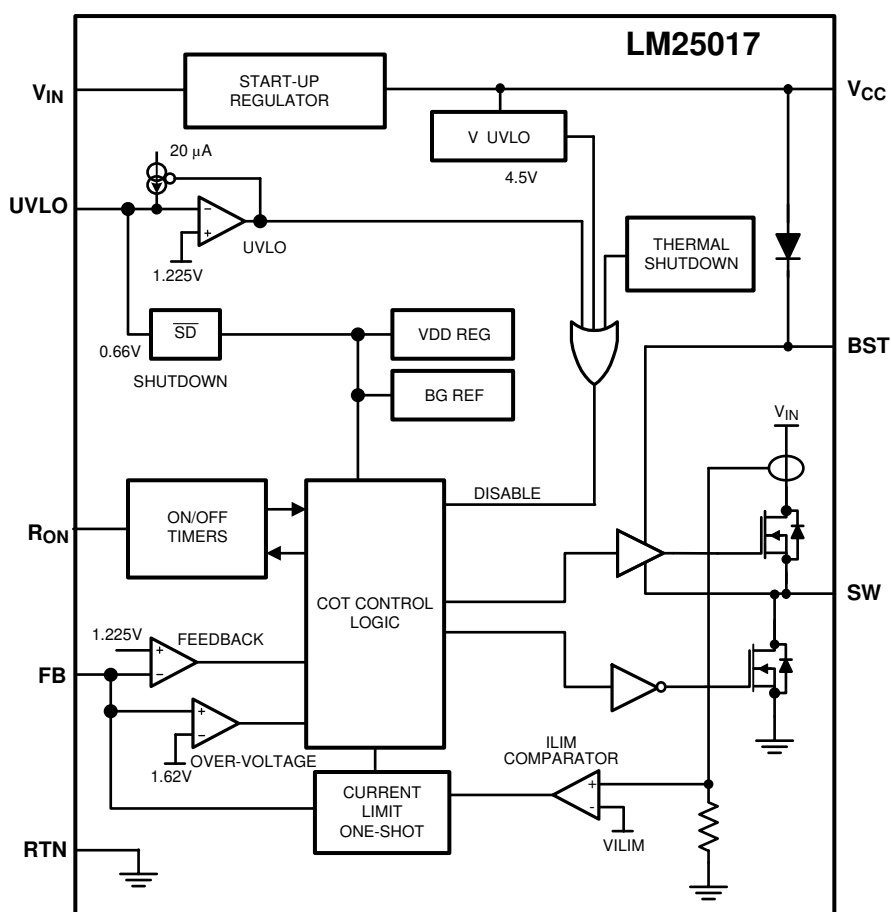 LM25017
START-UP
REGULATOR
VIN
VCC
V UVLO
20 µA
4.5V
UVLO
−
+
UVLO
1.225V
THERMAL
SHUTDOWN
SD
VDD REG
0.66V
SHUTDOWN
BST
BG REF
VIN
DISABLE
ON/OFF
TIMERS
RON
COT CONTROL
LOGIC
SW
1.225V
FEEDBACK
+
−
FB
+
−
1.62V
OVER-VOLTAGE
ILIM
COMPARATOR
CURRENT
LIMIT
ONE-SHOT
+
-
VILIM
RTN